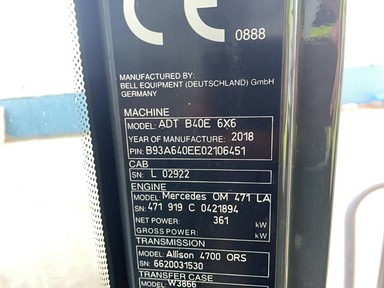 CE 0888
MANUFACTURED BY:
BELL EQUIPMENT (DEUTSCHLAND) GmbH
GERMANY
MACHINE
MODEL: ADT B40E 6X6
YEAR OF MANUFACTURE: 2018
PIN: B93A640EE02106451
CAB
SN: L 02922
ENGINE
MODEL: Mercedes OM 471 LA
SN: 471 919 C 0421894
NET POWER: 361 kW
GROSS POWER: kW
TRANSMISSION
MODEL: Allison 4700 ORS
SN: 6620031530
TRANSFER CASE
MODEL: W3866